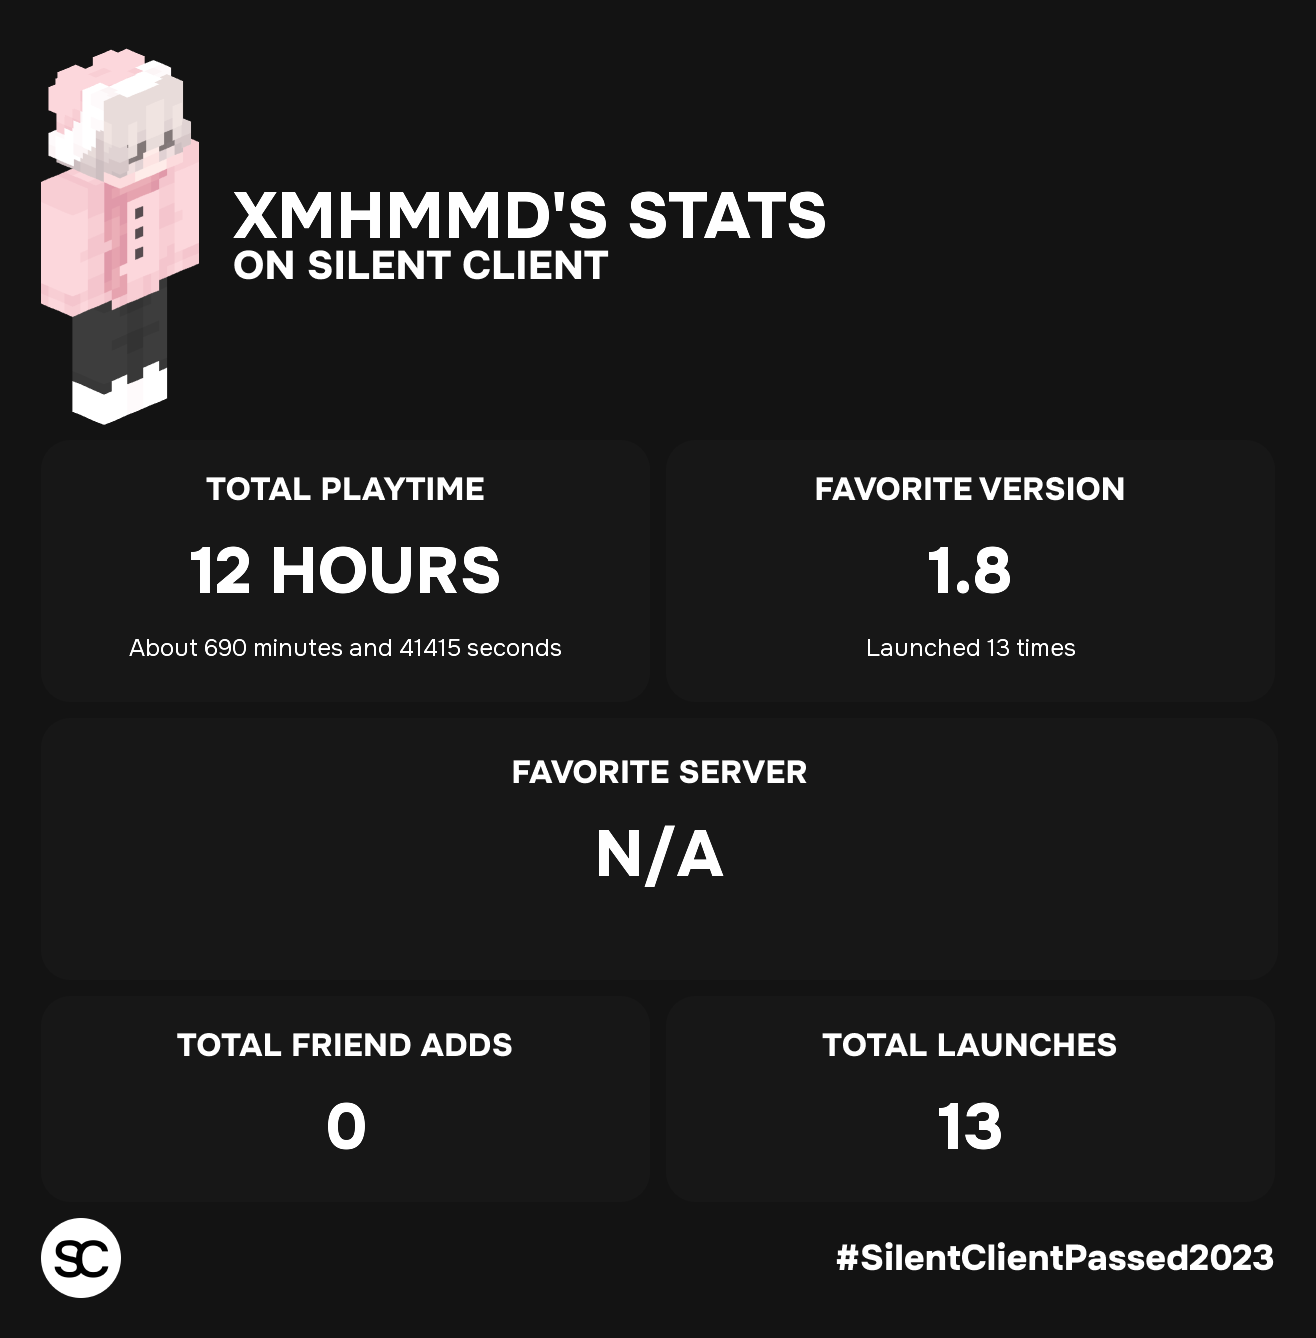 XMHMMD'S STATS
ON SILENT CLIENT
TOTAL PLAYTIME
12 HOURS
About 690 minutes and 41415 seconds
FAVORITE VERSION
1.8
Launched 13 times
FAVORITE SERVER
N/A
TOTAL FRIEND ADDS
0
TOTAL LAUNCHES
13
SC
#SilentClientPassed2023